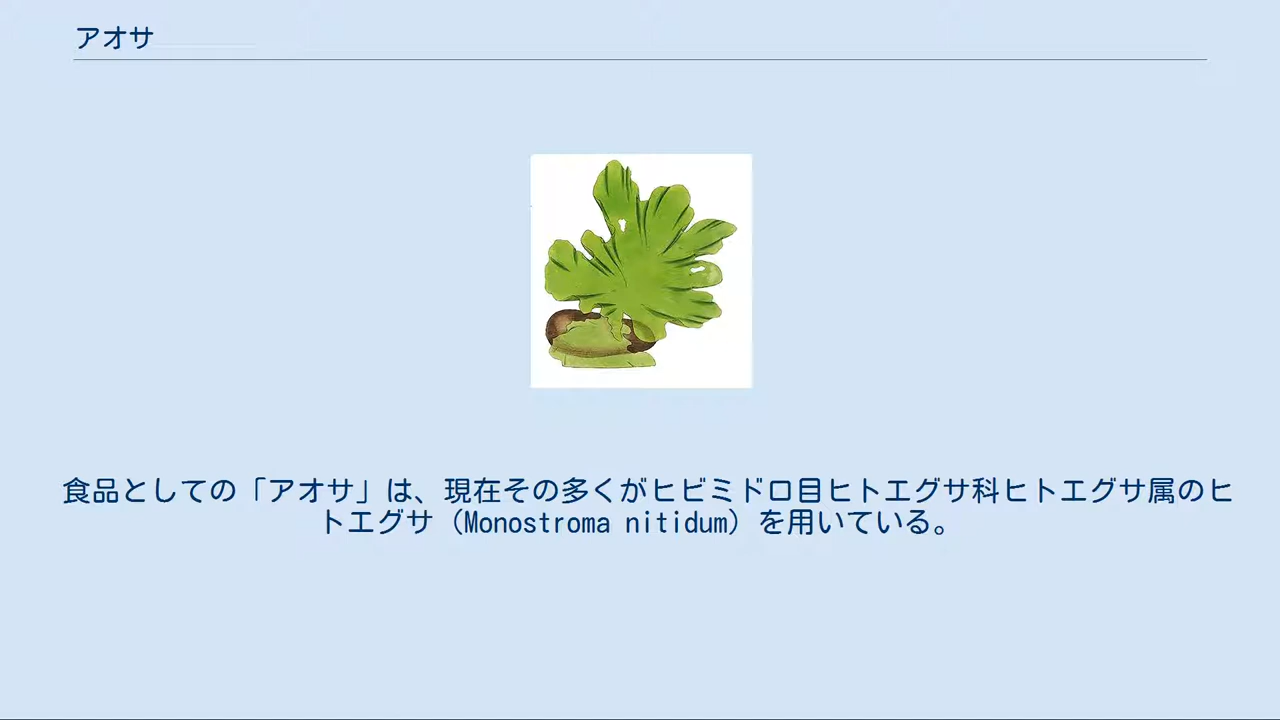 アオサ
食品としての「アオサ」は、現在その多くがヒビミドロ目ヒトエグサ科ヒトエグサ属のヒ
トエグサ（Monostroma nitidum）を用いている。